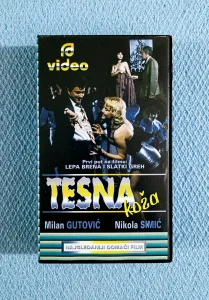 video
Prvi put na filmu:
LEPA BRENA I SLATKI GREH
TESNA
koža
Milan GUTOVIĆ Nikola SIMIĆ
NAJGLEDANIJI DOMAĆI FILM